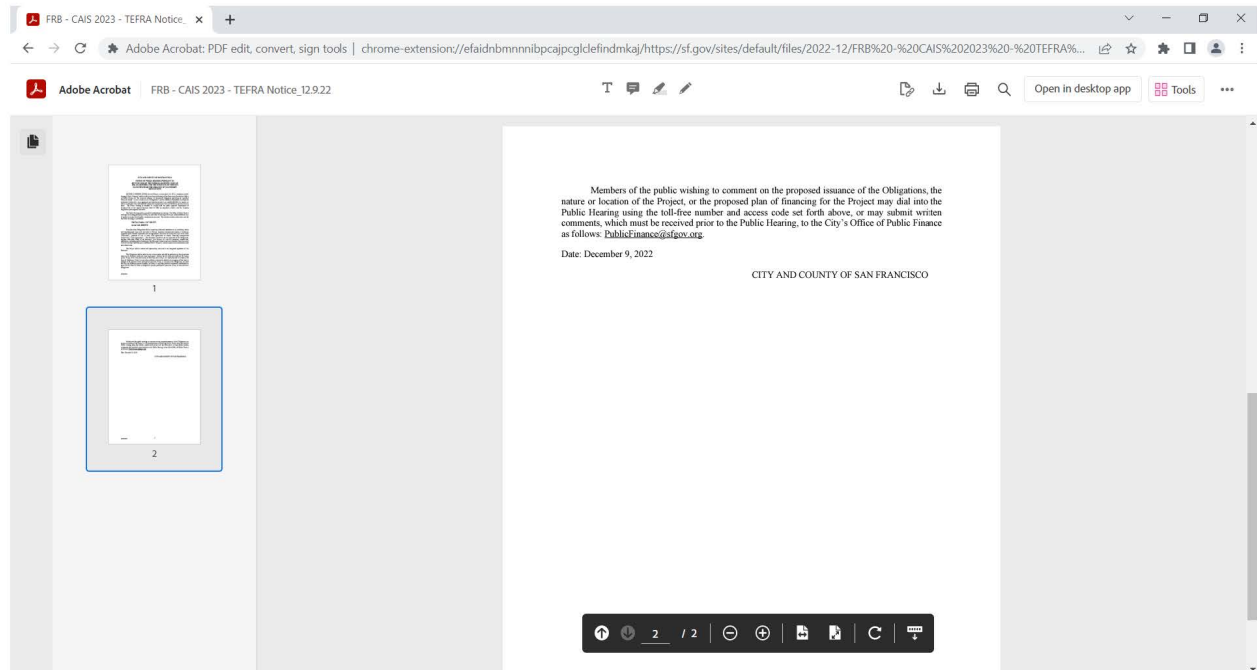 FRB - CAIS 2023 - TEFRA Notice_
Adobe Acrobat: PDF edit, convert, sign tools | chrome-extension://efaidnbmnnnibpcajpcglclefindmkaj/https://sf.gov/sites/default/files/2022-12/FRB%20-%20CAIS%202023%20-%20TEFRA%...
Adobe Acrobat FRB - CAIS 2023 - TEFRA Notice_12.9.22
T
Open in desktop app
Tools
1
2
Members of the public wishing to comment on the proposed issuance of the Obligations, the
nature or location of the Project, or the proposed plan of financing for the Project may dial into the
Public Hearing using the toll-free number and access code set forth above, or may submit written
comments, which must be received prior to the Public Hearing, to the City's Office of Public Finance
as follows: PublicFinance@sfgov.org.
Date: December 9, 2022
CITY AND COUNTY OF SAN FRANCISCO
2 / 2